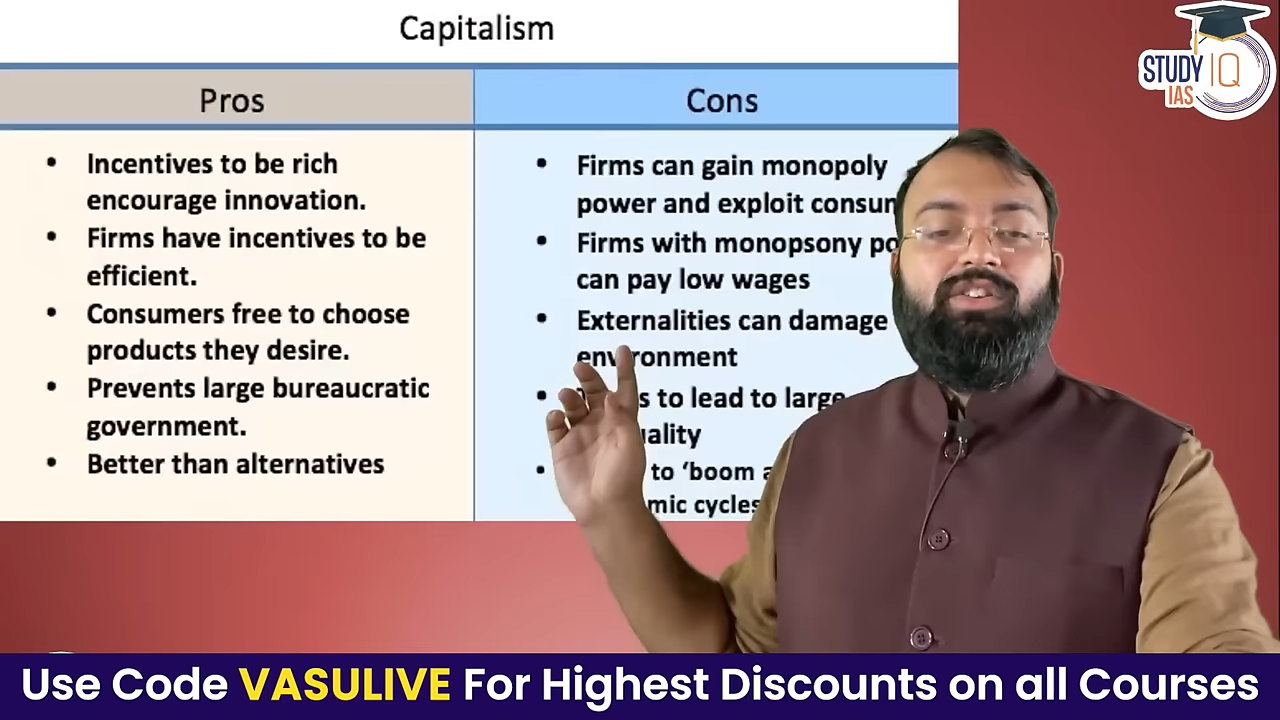 Capitalism
Pros
Cons
• Incentives to be rich
encourage innovation.
• Firms have incentives to be
efficient.
• Consumers free to choose
products they desire.
• Prevents large bureaucratic
government.
• Better than alternatives
• Firms can gain monopoly
power and exploit
• Firms with monopsony
can pay low wages
• Externalities can damage
environment
• to lead to large
• to ‘boom
cycles
STUDY IQ
IAS
Use Code VASULIVE For Highest Discounts on all Courses